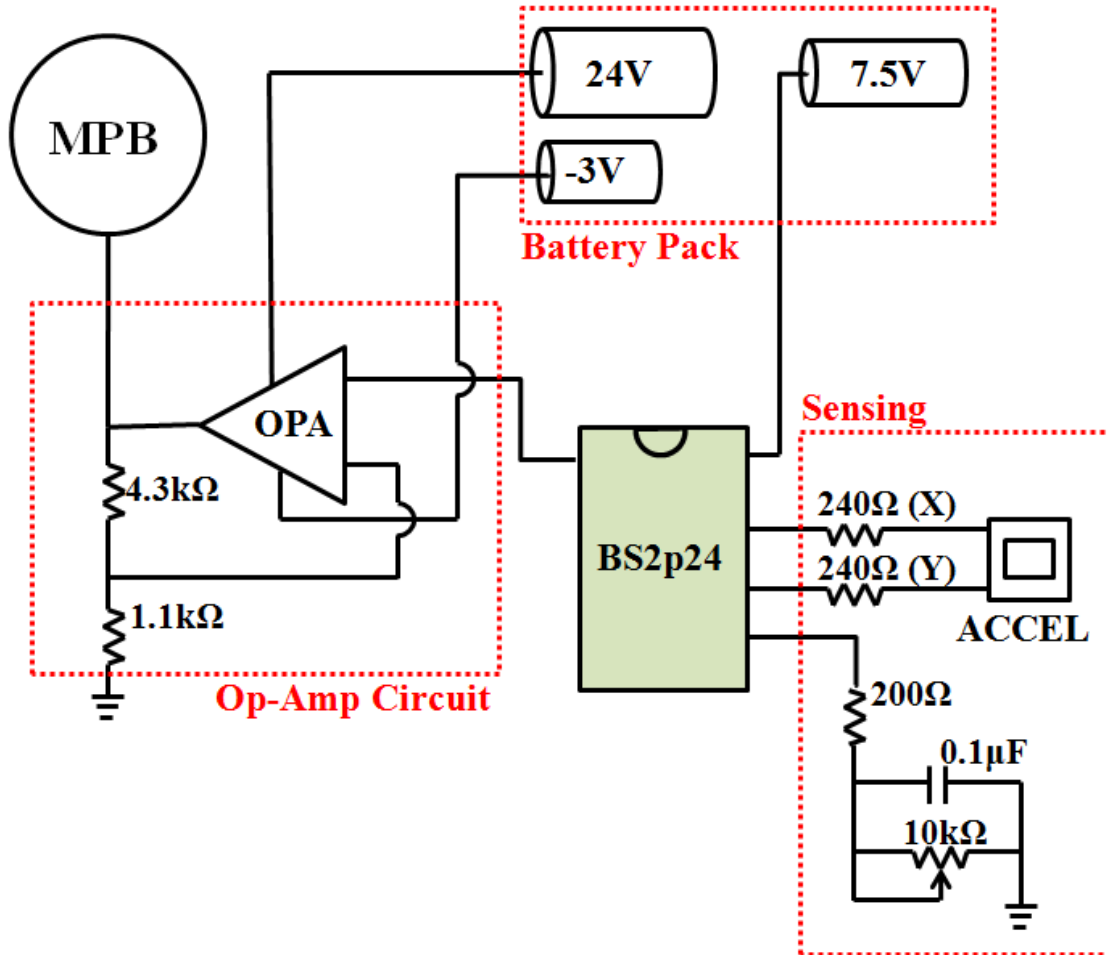 24V
7.5V
MPB
-3V
Battery Pack
OPA
Sensing
4.3kΩ
240Ω (X)
BS2p24
240Ω (Y)
1.1kΩ
ACCEL
Op-Amp Circuit
200Ω
0.1μF
10kΩ